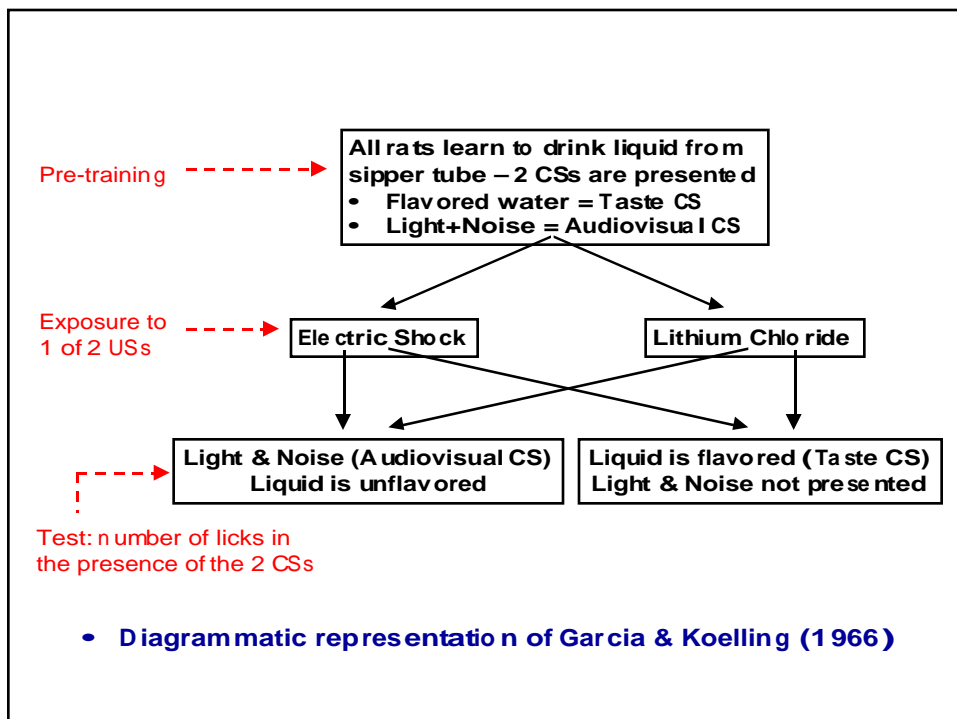 All rats learn to drink liquid from
sipper tube – 2 CSs are presented
• Flavored water = Taste CS
• Light+Noise = Audiovisual CS
Pre-training
Exposure to
1 of 2 USs
Electric Shock
Lithium Chloride
Light & Noise (Audiovisual CS)
Liquid is unflavored
Liquid is flavored (Taste CS)
Light & Noise not presented
Test: number of licks in
the presence of the 2 CSs
• Diagrammatic representation of Garcia & Koelling (1966)